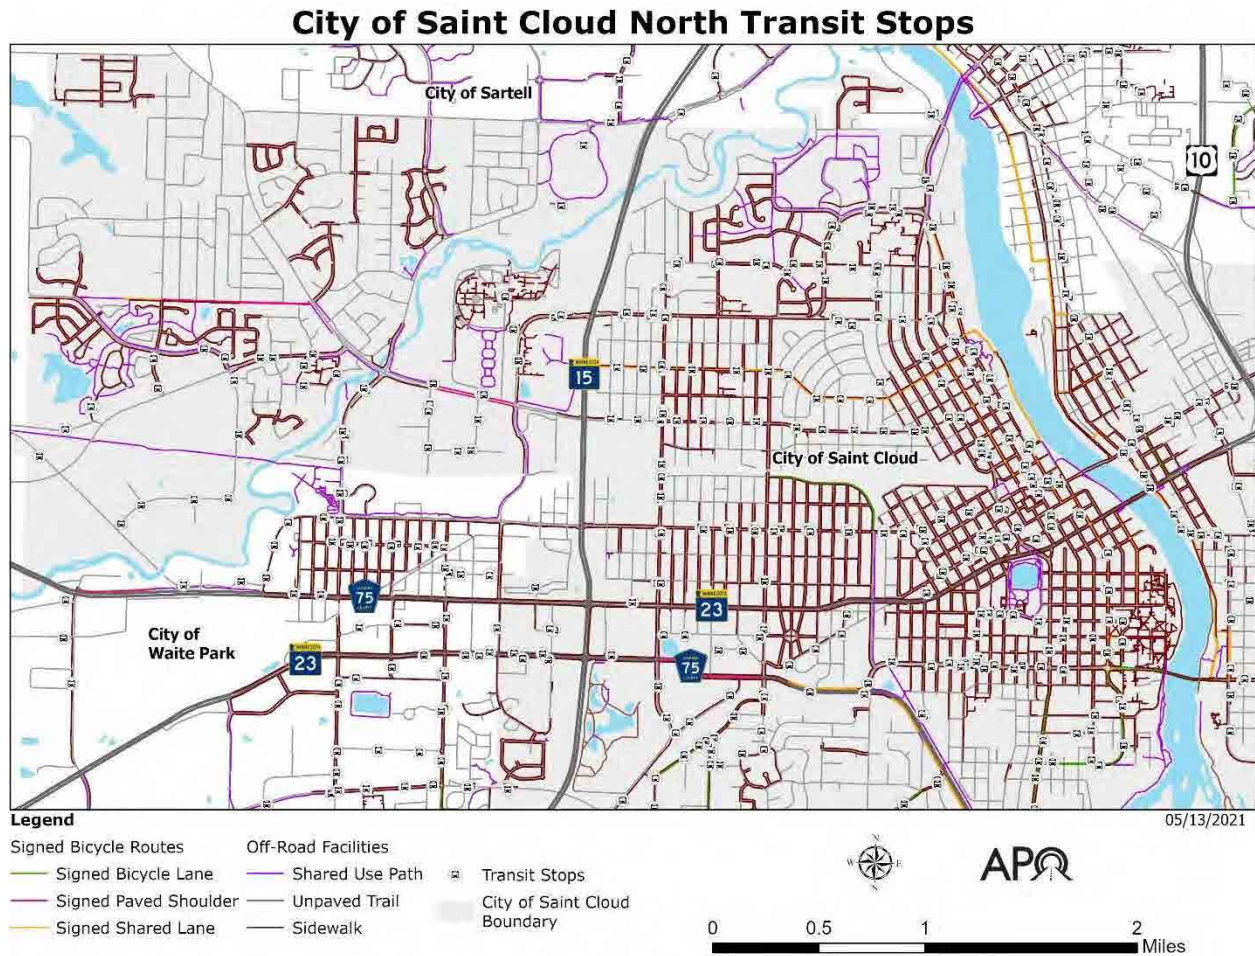 City of Saint Cloud North Transit Stops
City of Sartell
10
MINNESOTA
15
City of Saint Cloud
75
MINNESOTA
23
City of
Waite Park
MINNESOTA
23
75
Legend
05/13/2021
Signed Bicycle Routes
Off-Road Facilities
Signed Bicycle Lane
Shared Use Path
Transit Stops
Signed Paved Shoulder
Unpaved Trail
City of Saint Cloud
Boundary
Signed Shared Lane
Sidewalk
N
W
E
S
APO
0
0.5
1
2
Miles